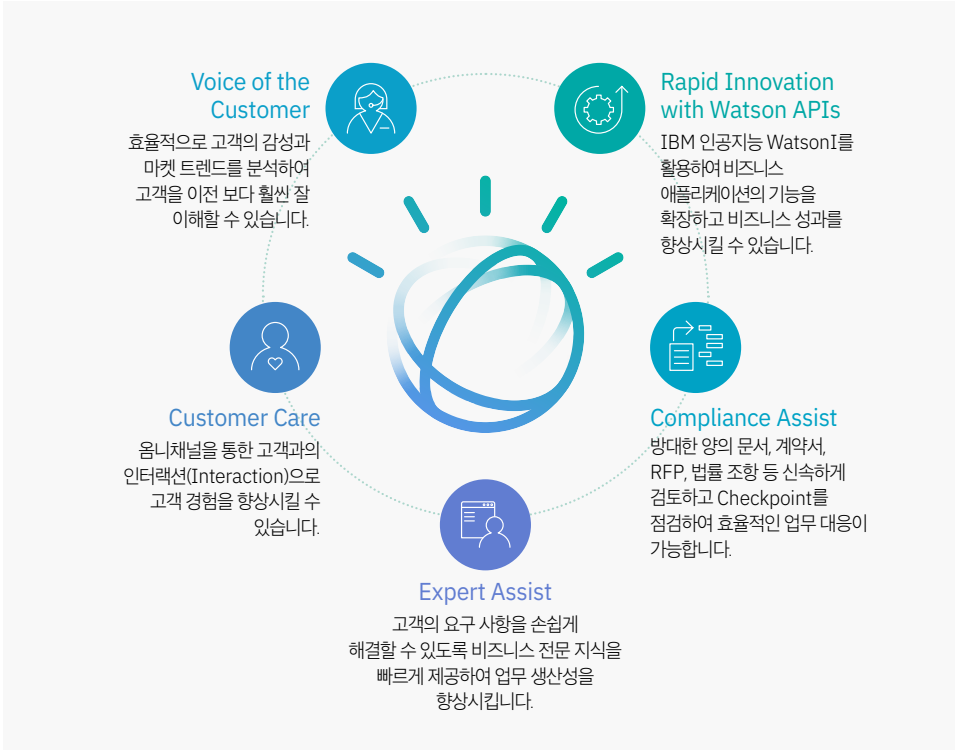 Voice of the
Customer
효율적으로 고객의 감성과
마켓 트렌드를 분석하여
고객을 이전 보다 훨씬 잘
이해할 수 있습니다.
Rapid Innovation
with Watson APIs
IBM 인공지능 WatsonI를
활용하여 비즈니스
애플리케이션의 기능을
확장하고 비즈니스 성과를
향상시킬 수 있습니다.
Customer Care
옴니채널을 통한 고객과의
인터랙션(Interaction)으로
고객 경험을 향상시킬 수
있습니다.
Compliance Assist
방대한 양의 문서, 계약서,
RFP, 법률 조항 등 신속하게
검토하고 Checkpoint를
점검하여 효율적인 업무 대응이
가능합니다.
Expert Assist
고객의 요구 사항을 손쉽게
해결할 수 있도록 비즈니스 전문 지식을
빠르게 제공하여 업무 생산성을
향상시킵니다.